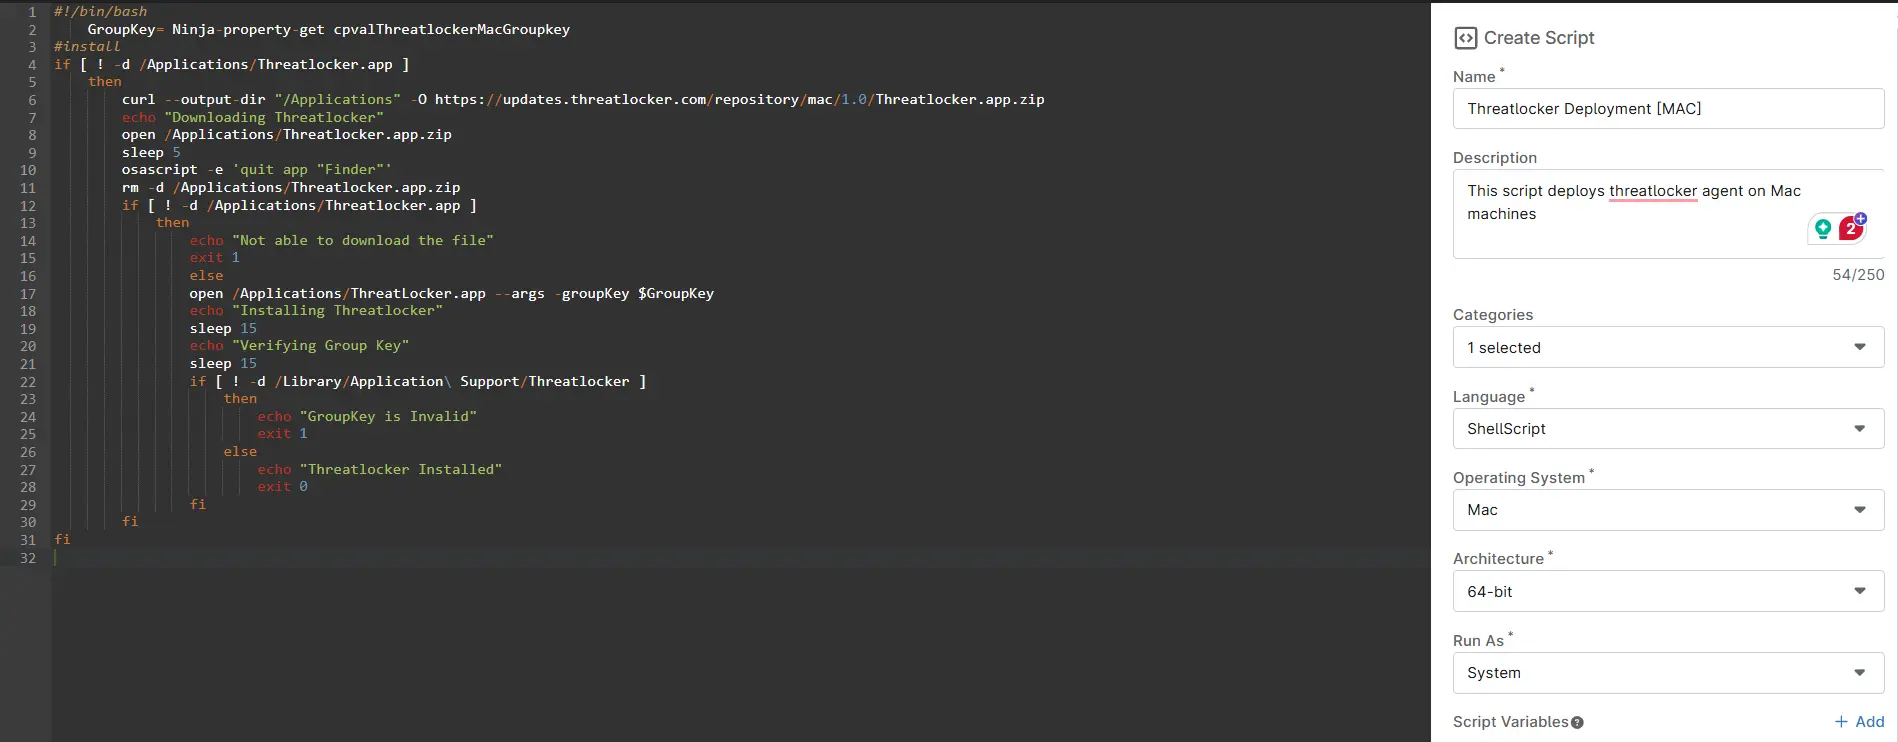 1 #!/bin/bash
2 GroupKey= Ninja-property-get cpvalThreatlockerMacGroupkey
3 #install
4 if [ ! -d /Applications/Threatlocker.app ]
5 then
6 curl --output-dir "/Applications" -O https://updates.threatlocker.com/repository/mac/1.0/Threatlocker.app.zip
7 echo "Downloading Threatlocker"
8 open /Applications/Threatlocker.app.zip
9 sleep 5
10 osascript -e 'quit app "Finder"'
11 rm -d /Applications/Threatlocker.app.zip
12 if [ ! -d /Applications/Threatlocker.app ]
13 then
14 echo "Not able to download the file"
15 exit 1
16 else
17 open /Applications/ThreatLocker.app --args -groupKey $GroupKey
18 echo "Installing Threatlocker"
19 sleep 15
20 echo "Verifying Group Key"
21 sleep 15
22 if [ ! -d /Library/Application\ Support/Threatlocker ]
23 then
24 echo "GroupKey is Invalid"
25 exit 1
26 else
27 echo "Threatlocker Installed"
28 exit 0
29 fi
30 fi
31 fi
32
Create Script
Name *
Threatlocker Deployment [MAC]
Description
This script deploys threatlocker agent on Mac
machines
2
54/250
Categories
1 selected
Language *
ShellScript
Operating System *
Mac
Architecture *
64-bit
Run As *
System
Script Variables ?
+ Add